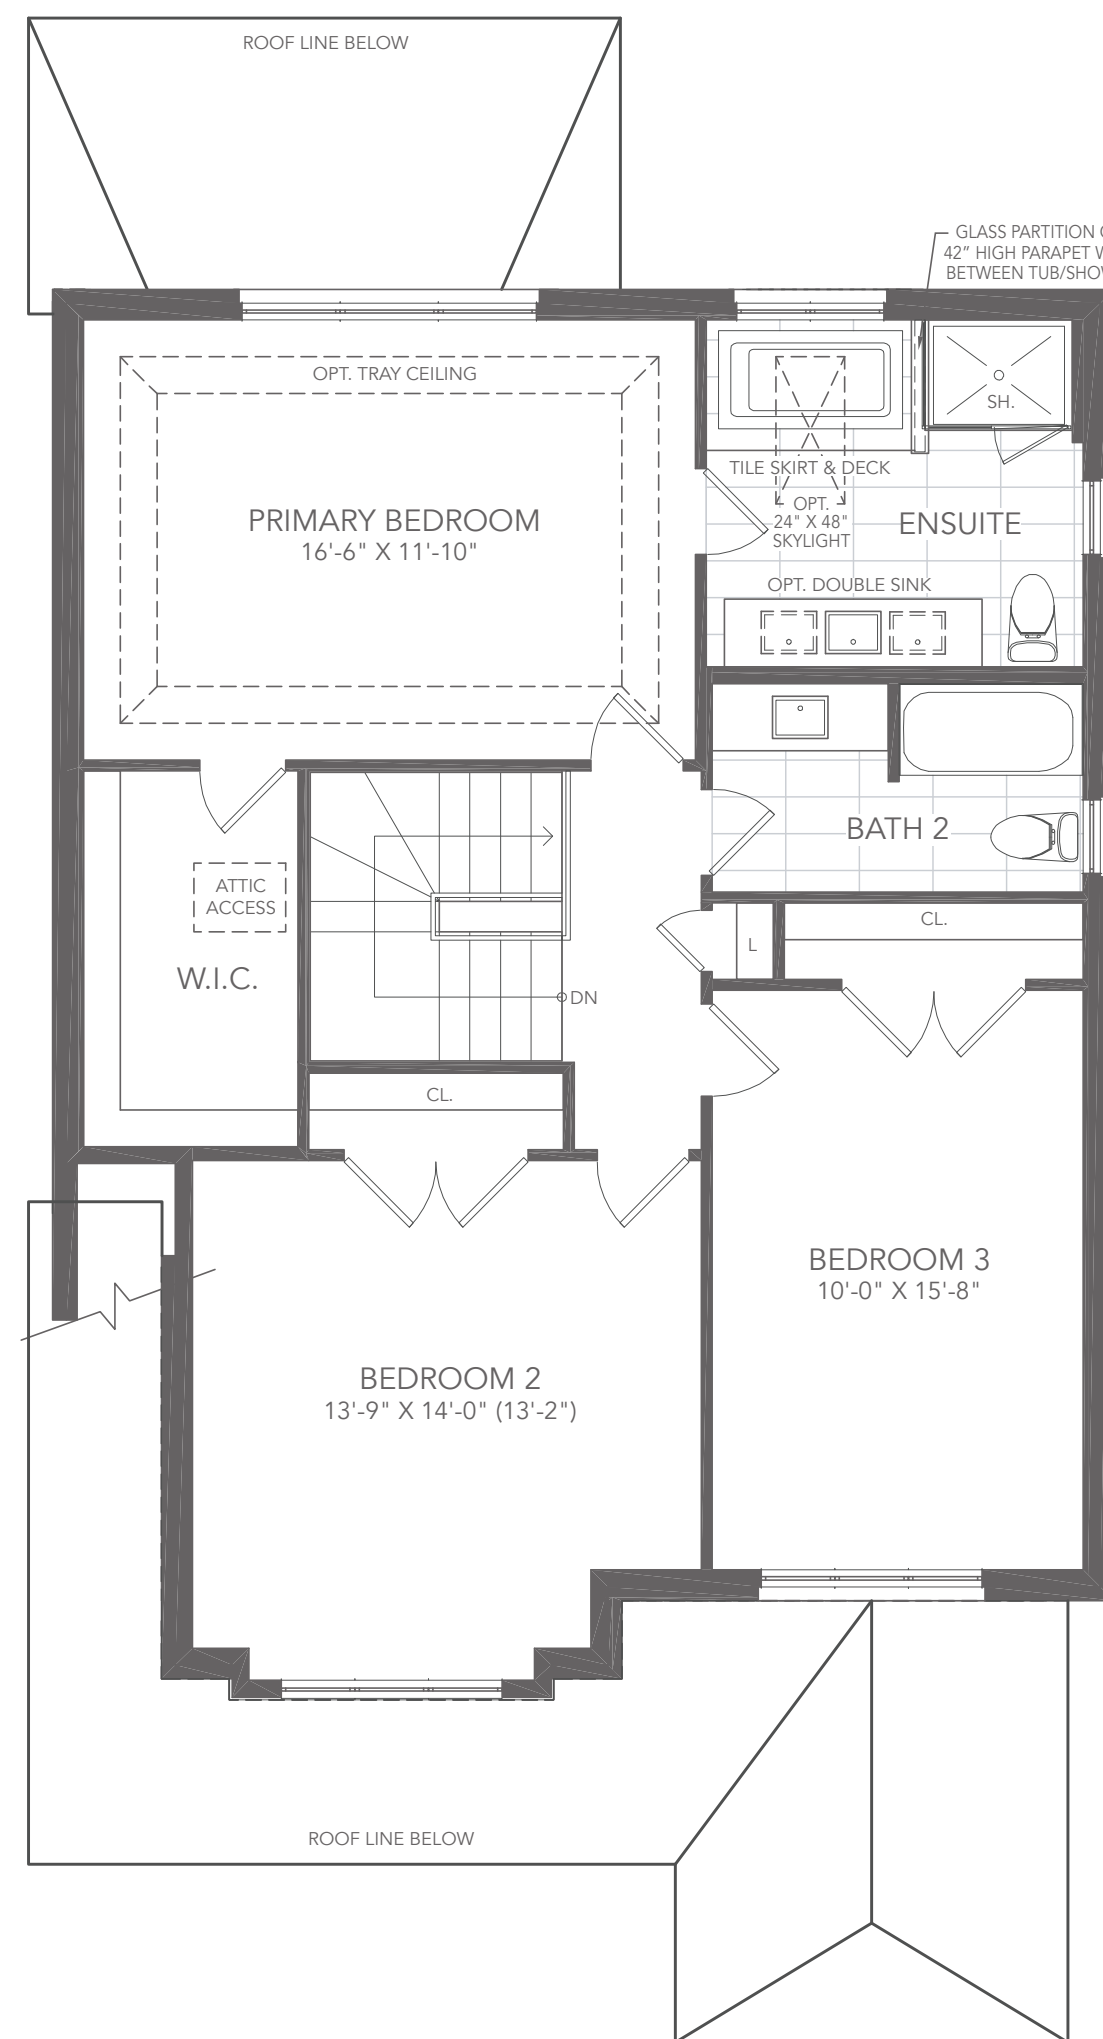 ROOF LINE BELOW
GLASS PARTITION
42” HIGH PARAPET
BETWEEN
OPT. TRAY CEILING
SH.
TILE SKIRT & DECK
PRIMARY BEDROOM
16'-6" X 11'-10"
OPT.
24" X 48"
SKYLIGHT
ENSUITE
OPT. DOUBLE SINK
BATH 2
ATTIC
ACCESS
CL.
L
W.I.C.
DN
CL.
BEDROOM 3
10'-0" X 15'-8"
BEDROOM 2
13'-9" X 14'-0" (13'-2")
ROOF LINE BELOW